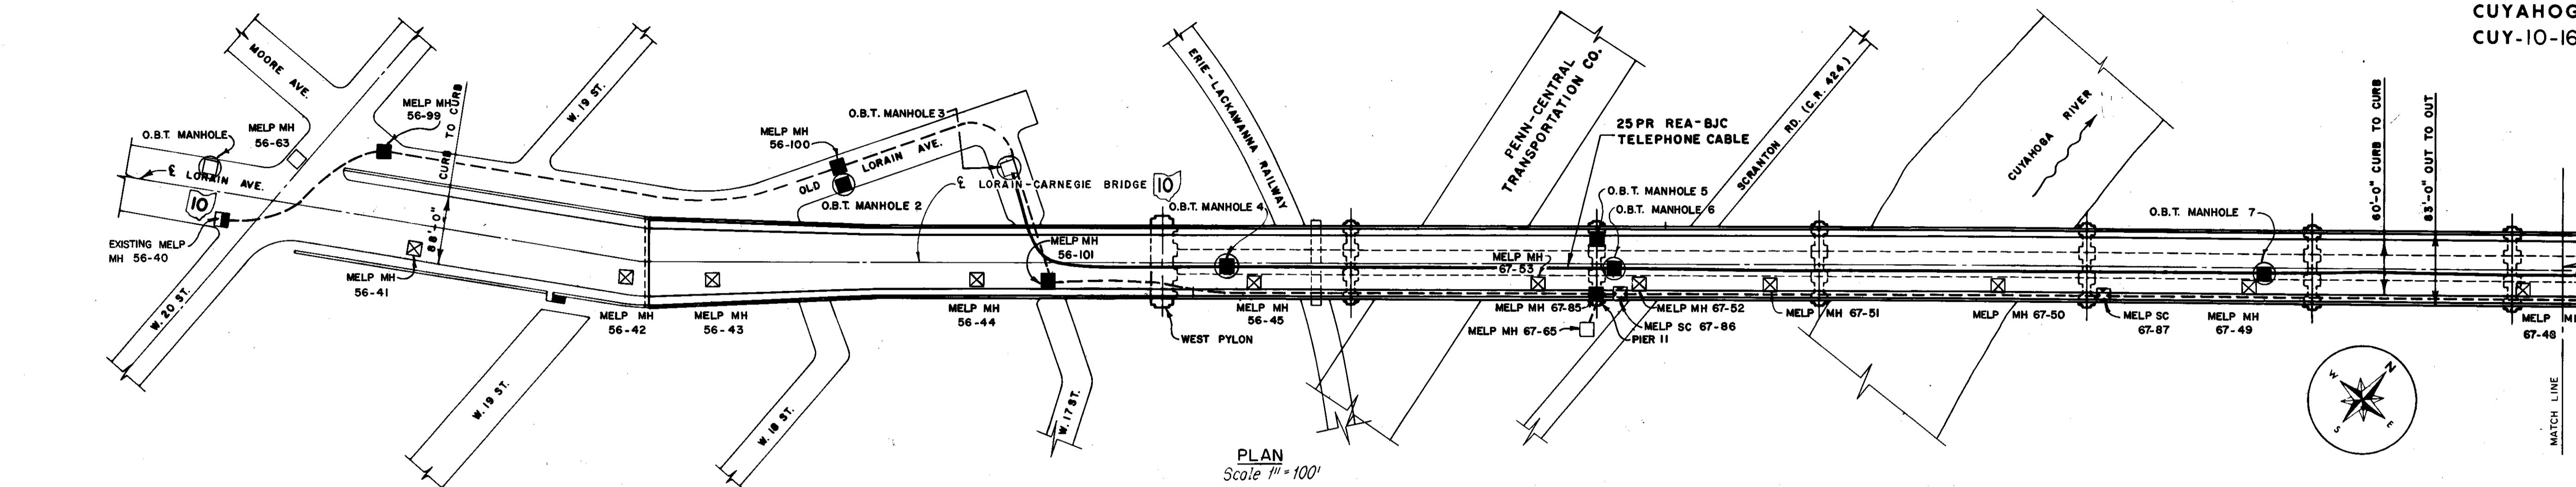 CUYAHOG
CUY-10-16
MOORE AVE.
O.B.T. MANHOLE
MELP MH
56-63
MELP MH
56-99
88'-0" CURB TO CURB
W. 19 ST.
℄ LORAIN AVE.
10
EXISTING MELP
MH 56-40
W. 20 ST.
MELP MH
56-41
W. 19 ST.
MELP MH
56-42
MELP MH
56-43
W. 18 ST.
MELP MH
56-100
O.B.T. MANHOLE 3
OLD LORAIN AVE.
O.B.T. MANHOLE 2
℄ LORAIN-CARNEGIE BRIDGE 10
MELP MH
56-101
MELP MH
56-44
W. 17 ST.
ERIE-LACKAWANNA RAILWAY
O.B.T. MANHOLE 4
MELP MH
56-45
WEST PYLON
PENN-CENTRAL
TRANSPORTATION CO.
25 PR REA-BJC
TELEPHONE CABLE
SCRANTON RD. (C.R. 424)
O.B.T. MANHOLE 5
O.B.T. MANHOLE 6
MELP MH
67-53
MELP MH 67-85
MELP MH 67-65
MELP MH 67-52
MELP SC 67-86
PIER 11
MELP MH 67-51
CUYAHOGA RIVER
MELP MH 67-50
MELP SC
67-87
MELP MH
67-49
O.B.T. MANHOLE 7
60'-0" CURB TO CURB
83'-0" OUT TO OUT
MELP MH
67-48
MATCH LINE
N
W
E
S
PLAN
Scale 1" = 100'